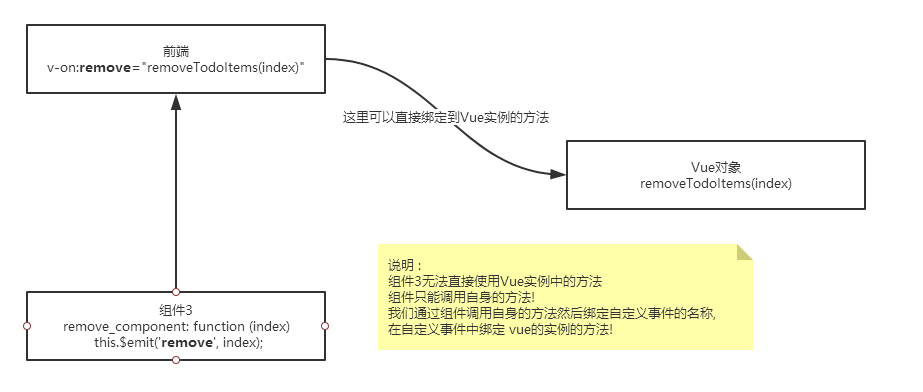 前端
v-on:remove="removeTodoItems(index)"
这里可以直接绑定到Vue实例的方法
Vue对象
removeTodoItems(index)
说明：
组件3无法直接使用Vue实例中的方法
组件只能调用自身的方法!
我们通过组件调用自身的方法然后绑定自定义事件的名称,
在自定义事件中绑定 vue的实例的方法!
组件3
remove_component: function (index)
this.$emit('remove', index);